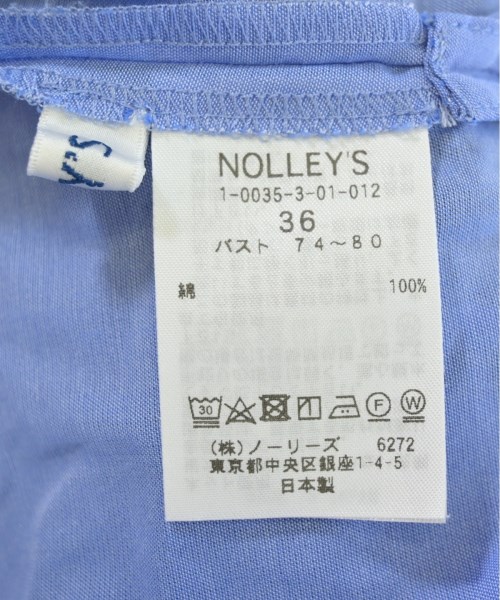 NOLLEY'S
1-0035-3-01-012
36
バスト 74～80
綿 100%
30
F W
(株)ノーリーズ 6272
東京都中央区銀座1-4-5
日本製